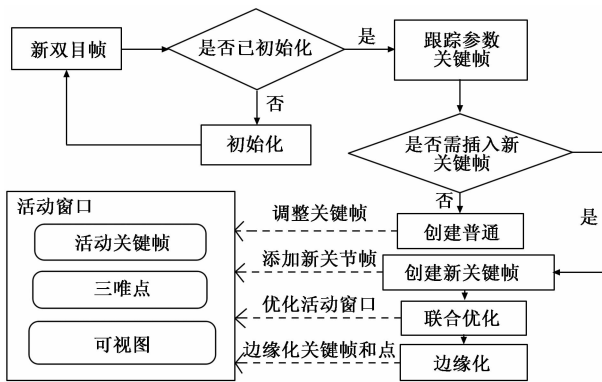 新双目帧
是否已初始化
是
跟踪参数
关键帧
否
初始化
是否需插入新
关键帧
否
是
活动窗口
活动关键帧
三唯点
可视图
调整关键帧
创建普通
添加新关节帧
创建新关键帧
优化活动窗口
联合优化
边缘化关键帧和点
边缘化